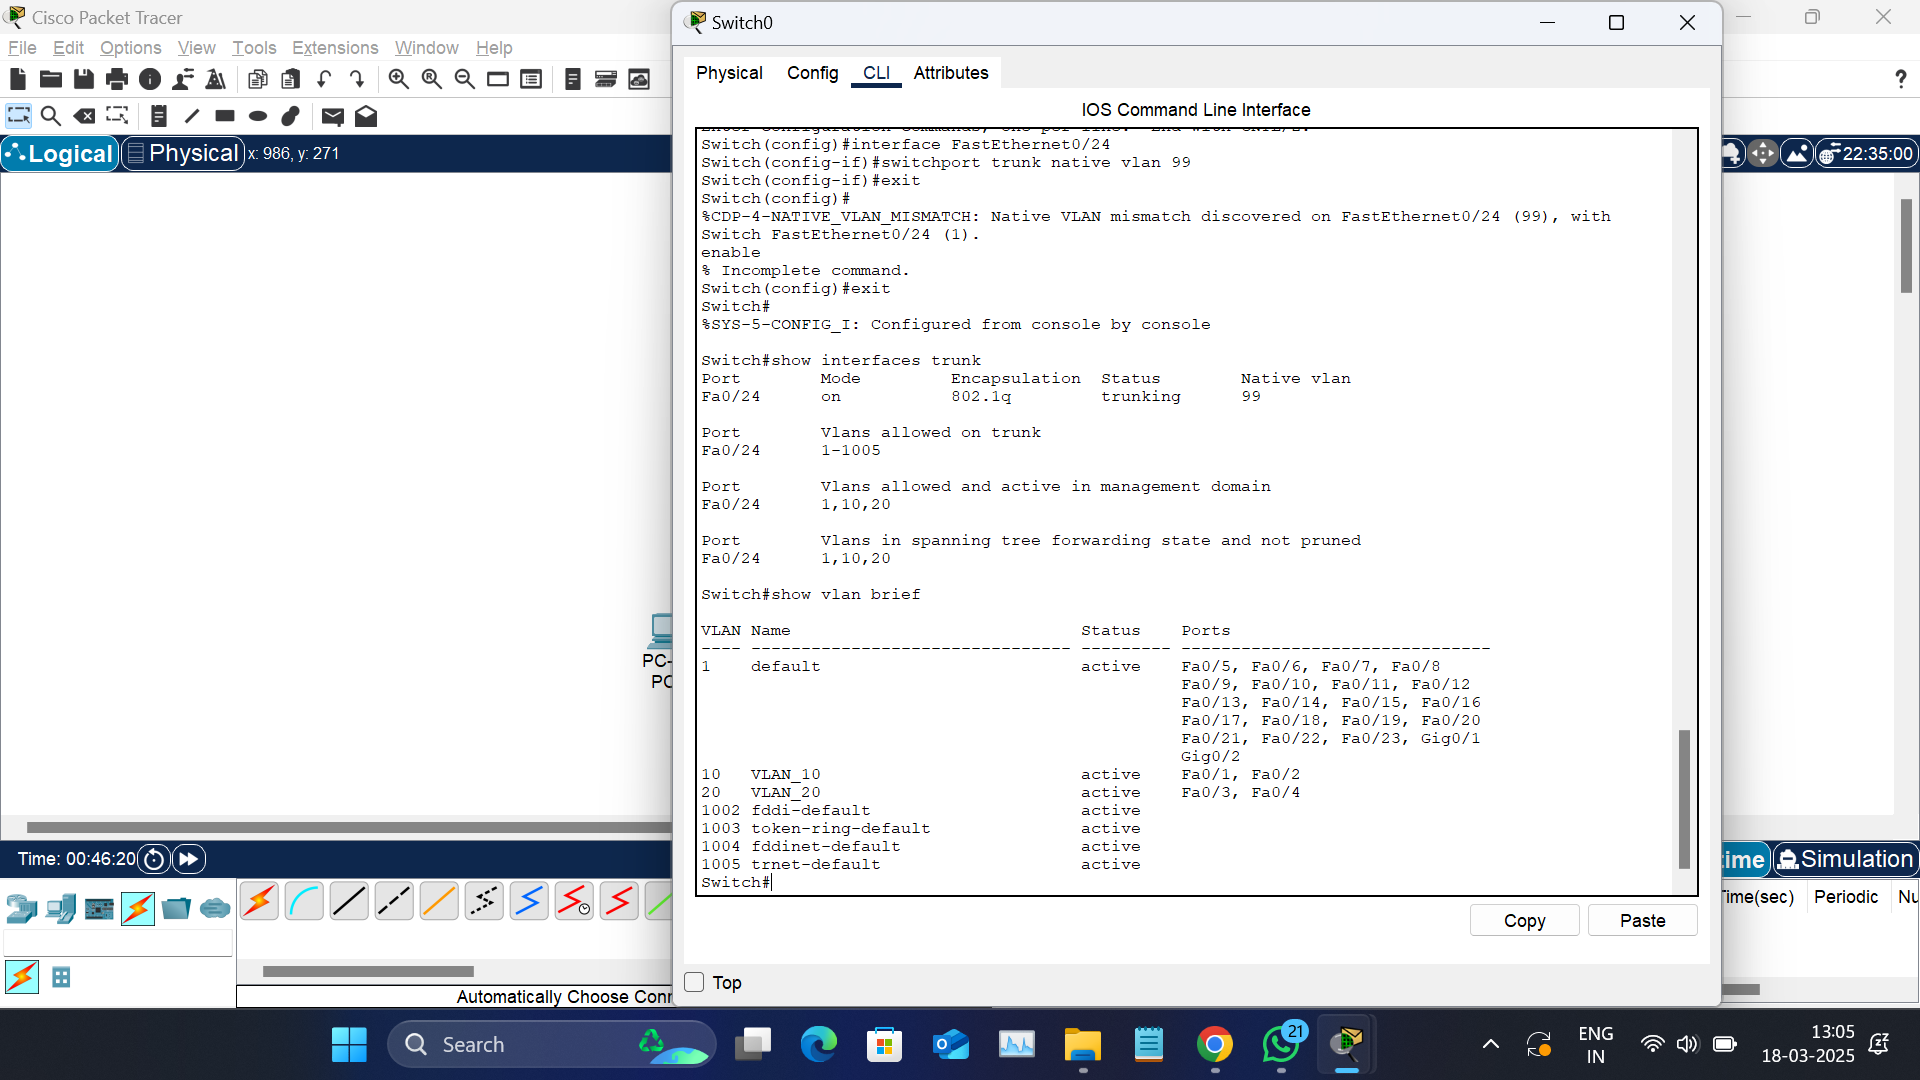 Cisco Packet Tracer
File Edit Options View Tools Extensions Window Help
Logical Physical x: 986, y: 271
22:35:00
Switch0
Physical Config CLI Attributes
IOS Command Line Interface
Enter configuration commands, one per line. End with CNTL/Z.
Switch(config)#interface FastEthernet0/24
Switch(config-if)#switchport trunk native vlan 99
Switch(config-if)#exit
Switch(config)#
%CDP-4-NATIVE_VLAN_MISMATCH: Native VLAN mismatch discovered on FastEthernet0/24 (99), with
Switch FastEthernet0/24 (1).
enable
% Incomplete command.
Switch(config)#exit
Switch#
%SYS-5-CONFIG_I: Configured from console by console
Switch#show interfaces trunk
Port Mode Encapsulation Status Native vlan
Fa0/24 on 802.1q trunking 99
Port Vlans allowed on trunk
Fa0/24 1-1005
Port Vlans allowed and active in management domain
Fa0/24 1,10,20
Port Vlans in spanning tree forwarding state and not pruned
Fa0/24 1,10,20
Switch#show vlan brief
VLAN Name Status Ports
---- -------------------------------- --------- -------------------------------
1 default active Fa0/5, Fa0/6, Fa0/7, Fa0/8
Fa0/9, Fa0/10, Fa0/11, Fa0/12
Fa0/13, Fa0/14, Fa0/15, Fa0/16
Fa0/17, Fa0/18, Fa0/19, Fa0/20
Fa0/21, Fa0/22, Fa0/23, Gig0/1
Gig0/2
10 VLAN_10 active Fa0/1, Fa0/2
20 VLAN_20 active Fa0/3, Fa0/4
1002 fddi-default active
1003 token-ring-default active
1004 fddinet-default active
1005 trnet-default active
Switch#
Copy Paste
Top
PC-
PC
Time: 00:46:20
ime Simulation
Time(sec) Periodic Nu
Automatically Choose Conn
Search
21
ENG
IN
13:05
18-03-2025